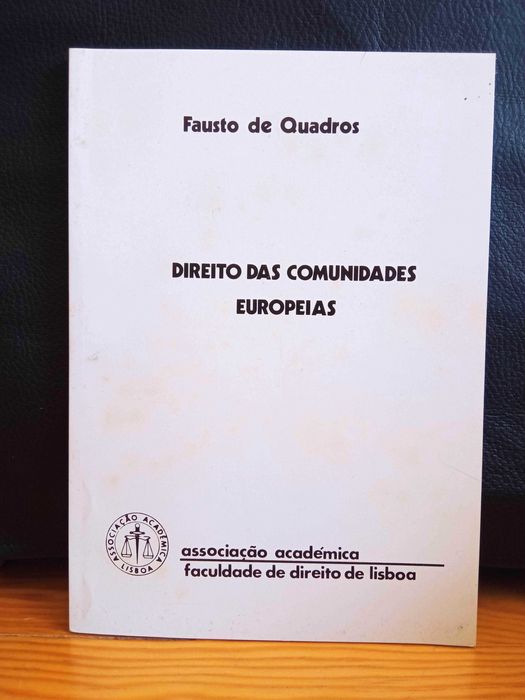 Fausto de Quadros
DIREITO DAS COMUNIDADES
EUROPEIAS
ASSOCIAÇÃO ACADÉMICA
LISBOA
associação académica
faculdade de direito de lisboa